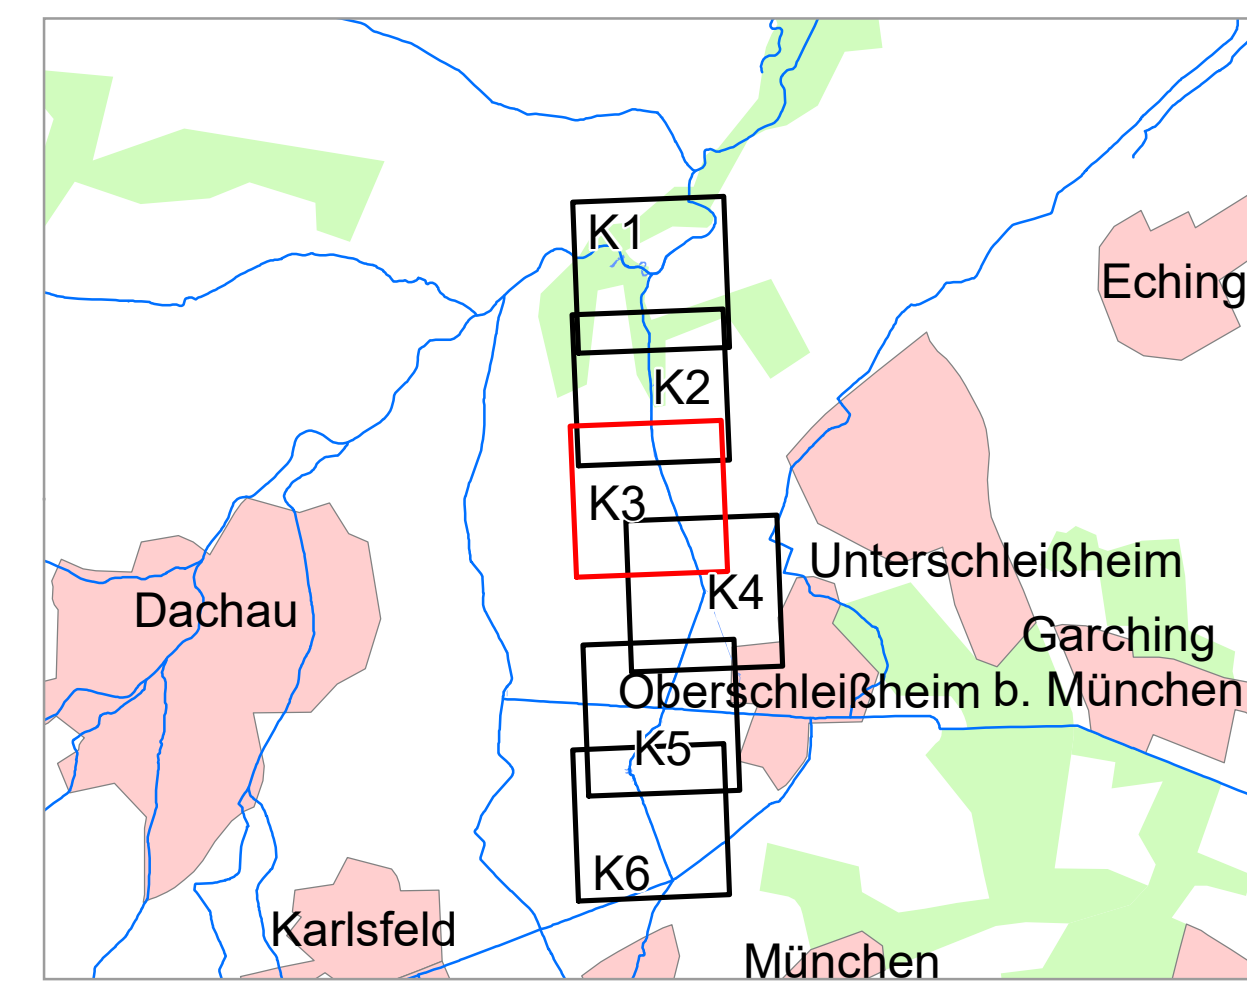 K1
Eching
K2
K3
Unterschleißheim
K4
Dachau
Garching
b. München
Oberschleißheim
K5
K6
Karlsfeld
München